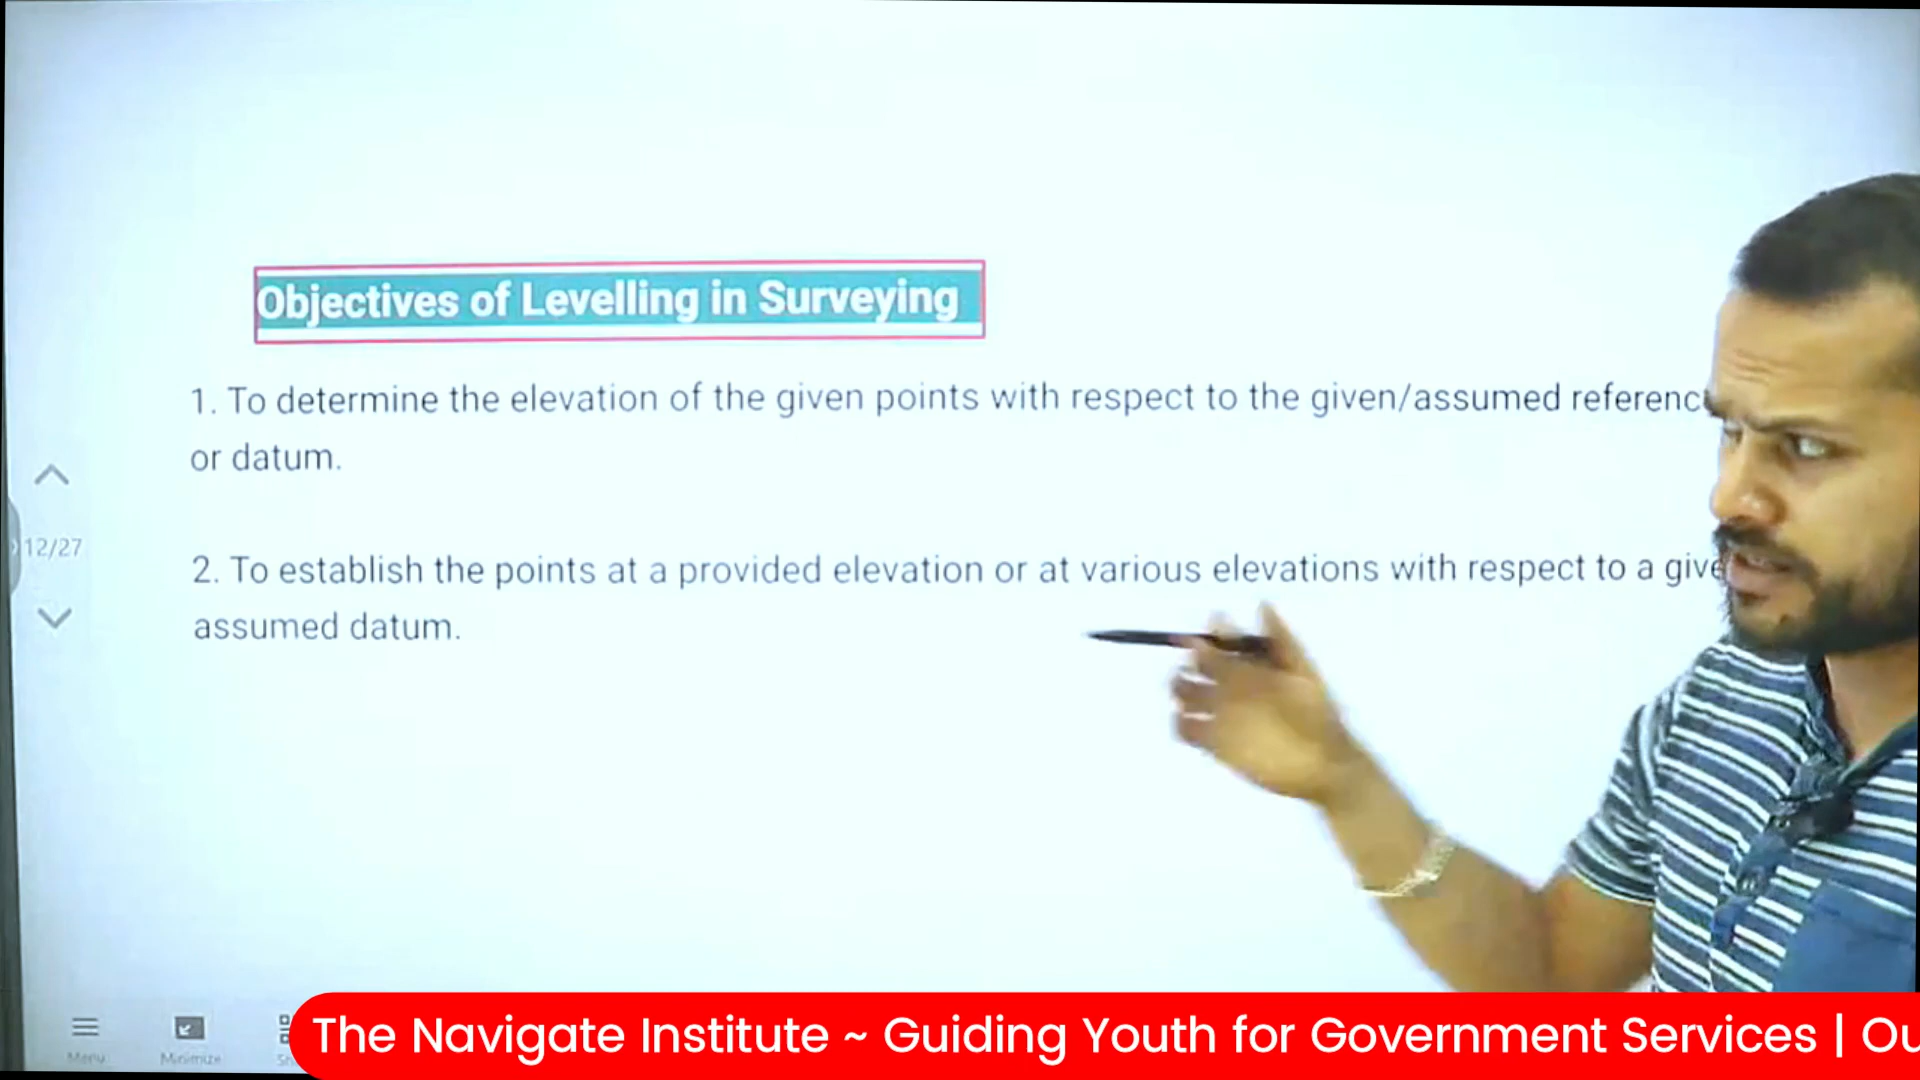 Objectives of Levelling in Surveying
1. To determine the elevation of the given points with respect to the given/assumed referenc
or datum.
2. To establish the points at a provided elevation or at various elevations with respect to a give
assumed datum.
12/27
Menu
Minimize
The Navigate Institute ~ Guiding Youth for Government Services | Ou